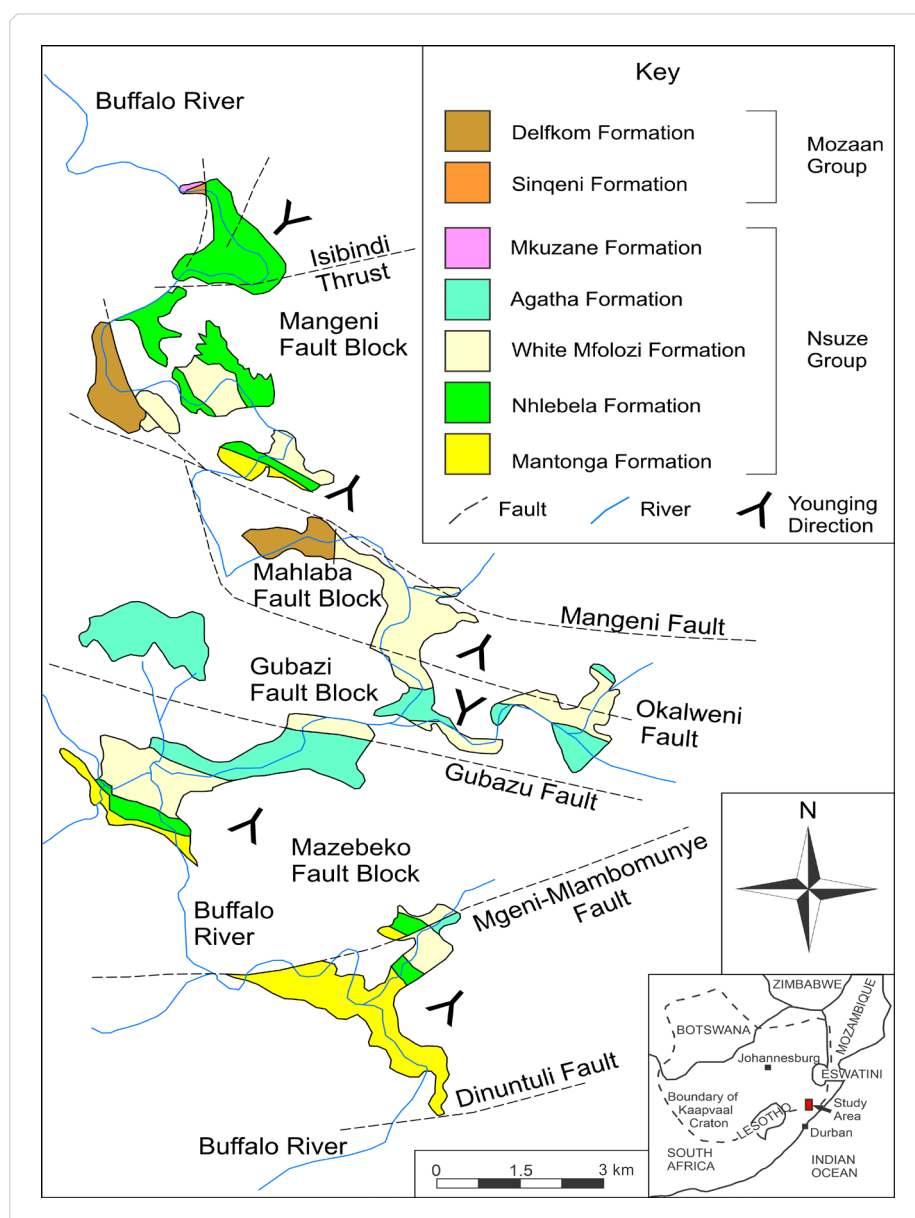 Buffalo River
Key
Delfkom Formation
Sinqeni Formation
Mozaan
Group
Mkuzane Formation
Agatha Formation
White Mfolozi Formation
Nhlebela Formation
Mantonga Formation
Nsuze
Group
Fault
River
Younging
Direction
Isibindi
Thrust
Mangeni
Fault Block
Mahlaba
Fault Block
Mangeni Fault
Gubazi
Fault Block
Okalweni
Fault
Gubazu Fault
Mazebeko
Fault Block
Mgeni-Mlambomunye
Fault
Buffalo
River
Dinuntuli Fault
Buffalo River
0 1.5 3 km
N
ZIMBABWE
MOZAMBIQUE
BOTSWANA
Johannesburg
ESWATINI
Boundary of
Kaapvaal
Craton
LESOTHO
Study
Area
Durban
SOUTH
AFRICA
INDIAN
OCEAN